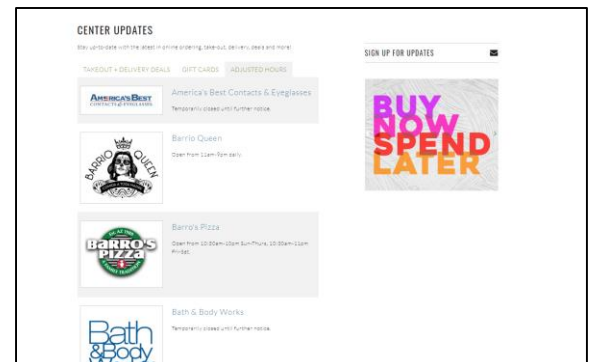 CENTER UPDATES
Stay up-to-date with the latest in online ordering, take-out, delivery, deals and more!
TAKEOUT + DELIVERY DEALS GIFT CARDS ADJUSTED HOURS
AMERICA'S BEST
CONTACTS & EYEGLASSES
America's Best Contacts & Eyeglasses
Temporarily closed until further notice.
BARRIO QUEEN
Barrio Queen
Open from 11am-9pm daily.
BARRO'S
PIZZA
A FAMILY TRADITION
Barro's Pizza
Open from 10:30am-10pm Sun-Thurs, 10:30am-11pm
Fri-Sat.
Bath
&Body
Bath & Body Works
Temporarily closed until further notice.
SIGN UP FOR UPDATES
BUY
NOW
SPEND
LATER